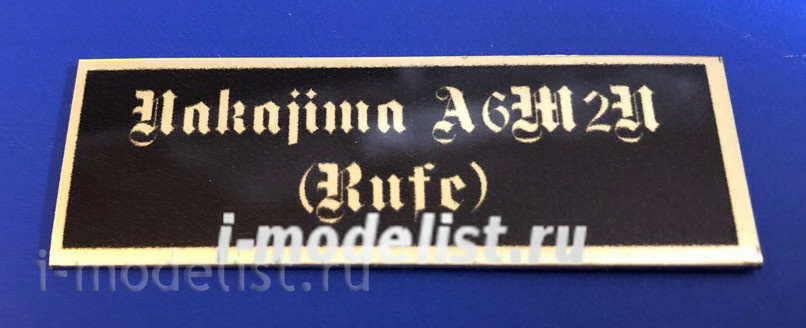 Nakajima A6M2N
(Rufe)
i-modelist.ru
i-modelist.ru